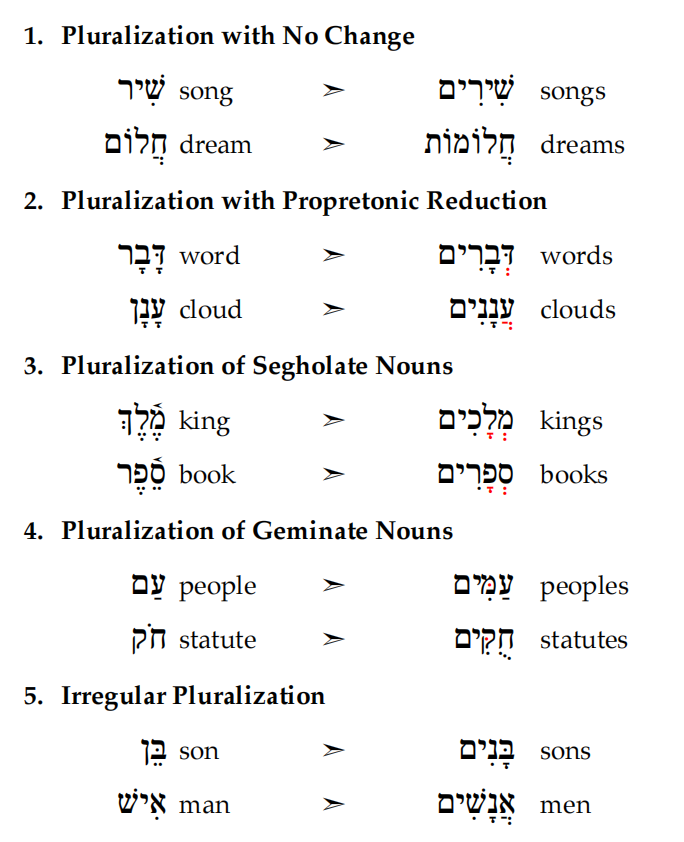 1. Pluralization with No Change
שִׁיר song ➣ שִׁירִים songs
חֲלוֹם dream ➣ חֲלוֹמוֹת dreams
2. Pluralization with Propretonic Reduction
דָּבָר word ➣ דְּבָרִים words
עָנָן cloud ➣ עֲנָנִים clouds
3. Pluralization of Segholate Nouns
מֶ֫לֶךְ king ➣ מְלָכִים kings
סֵ֫פֶר book ➣ סְפָרִים books
4. Pluralization of Geminate Nouns
עַם people ➣ עַמִּים peoples
חֹק statute ➣ חֻקִּים statutes
5. Irregular Pluralization
בֵּן son ➣ בָּנִים sons
אִישׁ man ➣ אֲנָשִׁים men